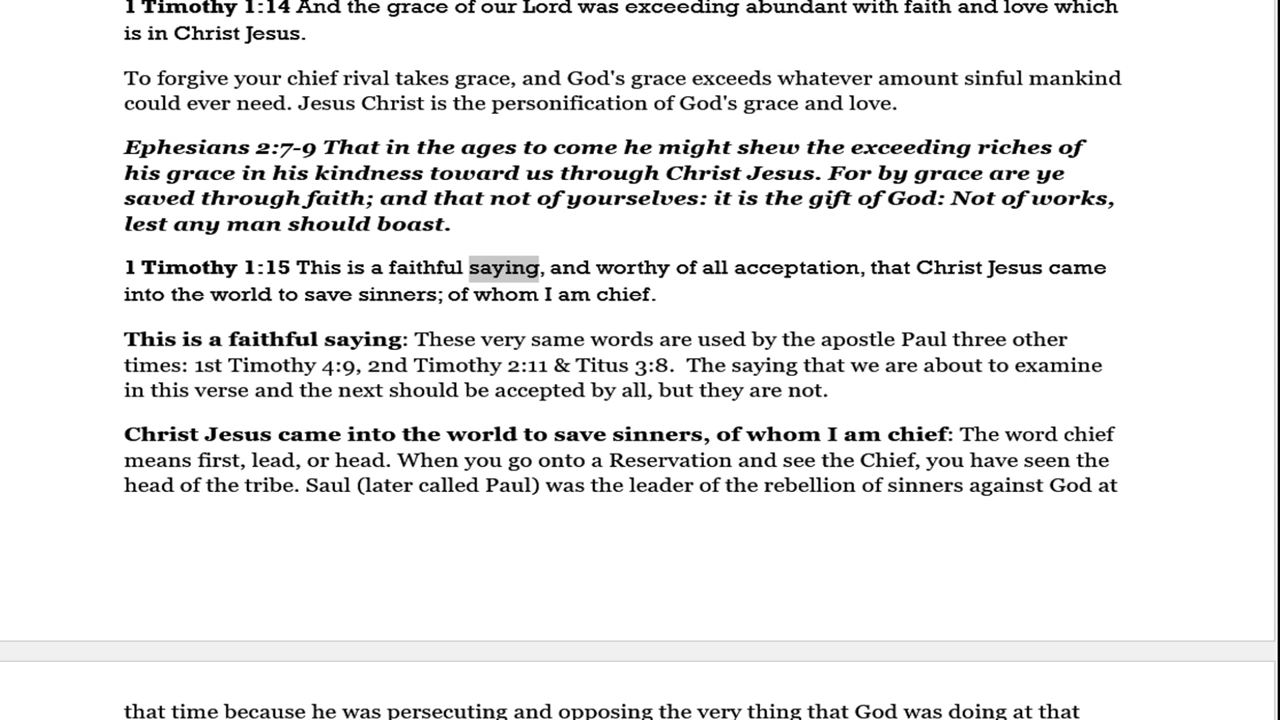 1 Timothy 1:14 And the grace of our Lord was exceeding abundant with faith and love which
is in Christ Jesus.
To forgive your chief rival takes grace, and God's grace exceeds whatever amount sinful mankind
could ever need. Jesus Christ is the personification of God's grace and love.
Ephesians 2:7-9 That in the ages to come he might shew the exceeding riches of
his grace in his kindness toward us through Christ Jesus. For by grace are ye
saved through faith; and that not of yourselves: it is the gift of God: Not of works,
lest any man should boast.
1 Timothy 1:15 This is a faithful saying, and worthy of all acceptation, that Christ Jesus came
into the world to save sinners; of whom I am chief.
This is a faithful saying: These very same words are used by the apostle Paul three other
times: 1st Timothy 4:9, 2nd Timothy 2:11 & Titus 3:8.  The saying that we are about to examine
in this verse and the next should be accepted by all, but they are not.
Christ Jesus came into the world to save sinners, of whom I am chief: The word chief
means first, lead, or head. When you go onto a Reservation and see the Chief, you have seen the
head of the tribe. Saul (later called Paul) was the leader of the rebellion of sinners against God at
that time because he was persecuting and opposing the very thing that God was doing at that